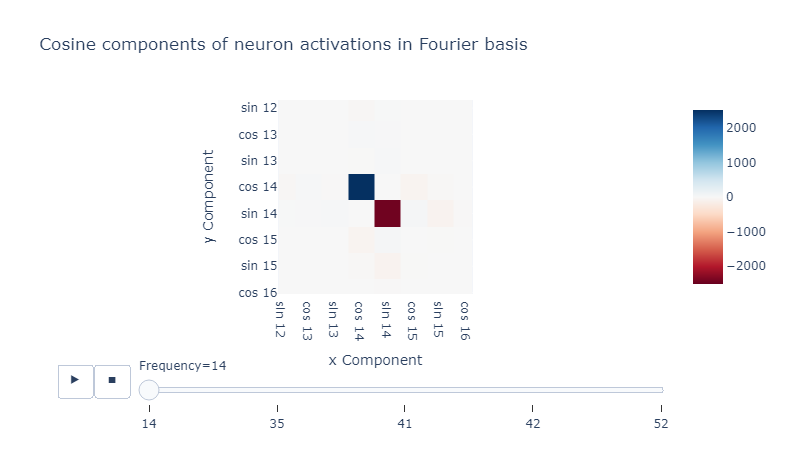 Cosine components of neuron activations in Fourier basis
sin 12
cos 13
sin 13
cos 14
sin 14
cos 15
sin 15
cos 16
y Component
sin 12
cos 13
sin 13
cos 14
sin 14
cos 15
sin 15
cos 16
x Component
2000
1000
0
−1000
−2000
Frequency=14
14
35
41
42
52